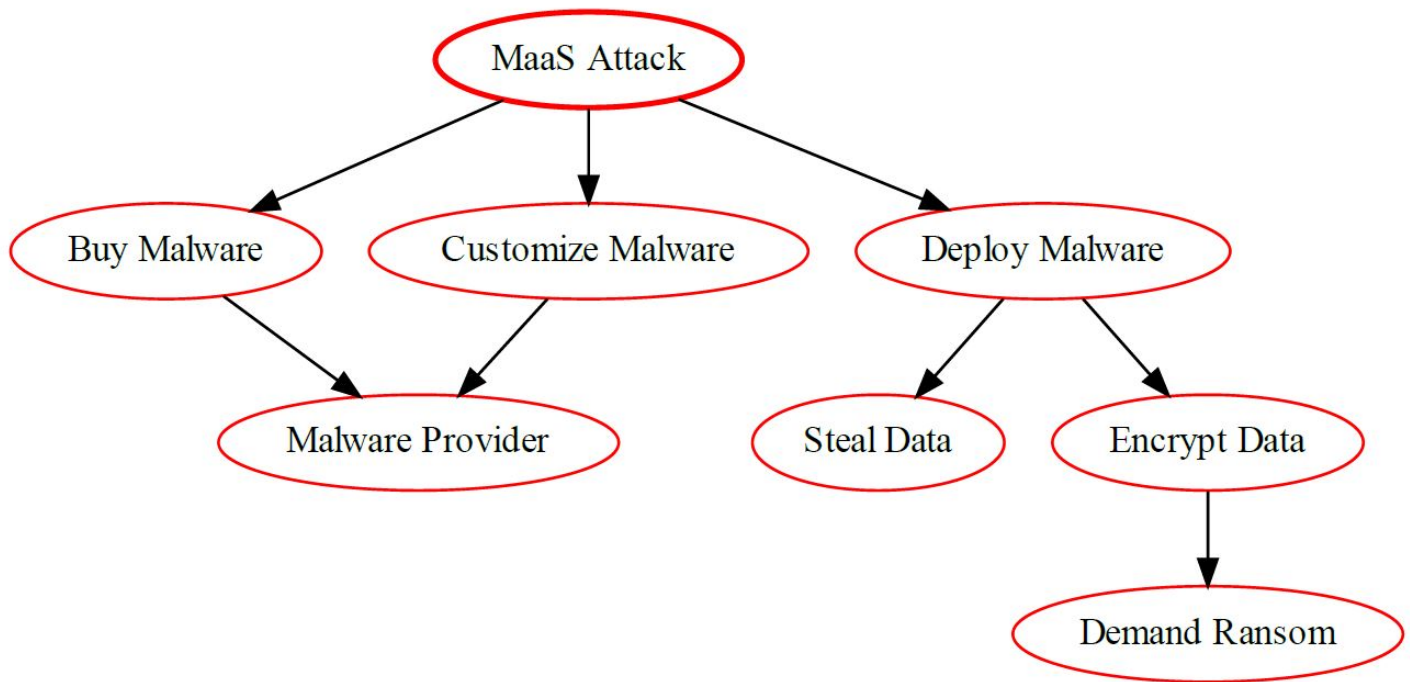 MaaS Attack
Buy Malware
Customize Malware
Deploy Malware
Malware Provider
Steal Data
Encrypt Data
Demand Ransom